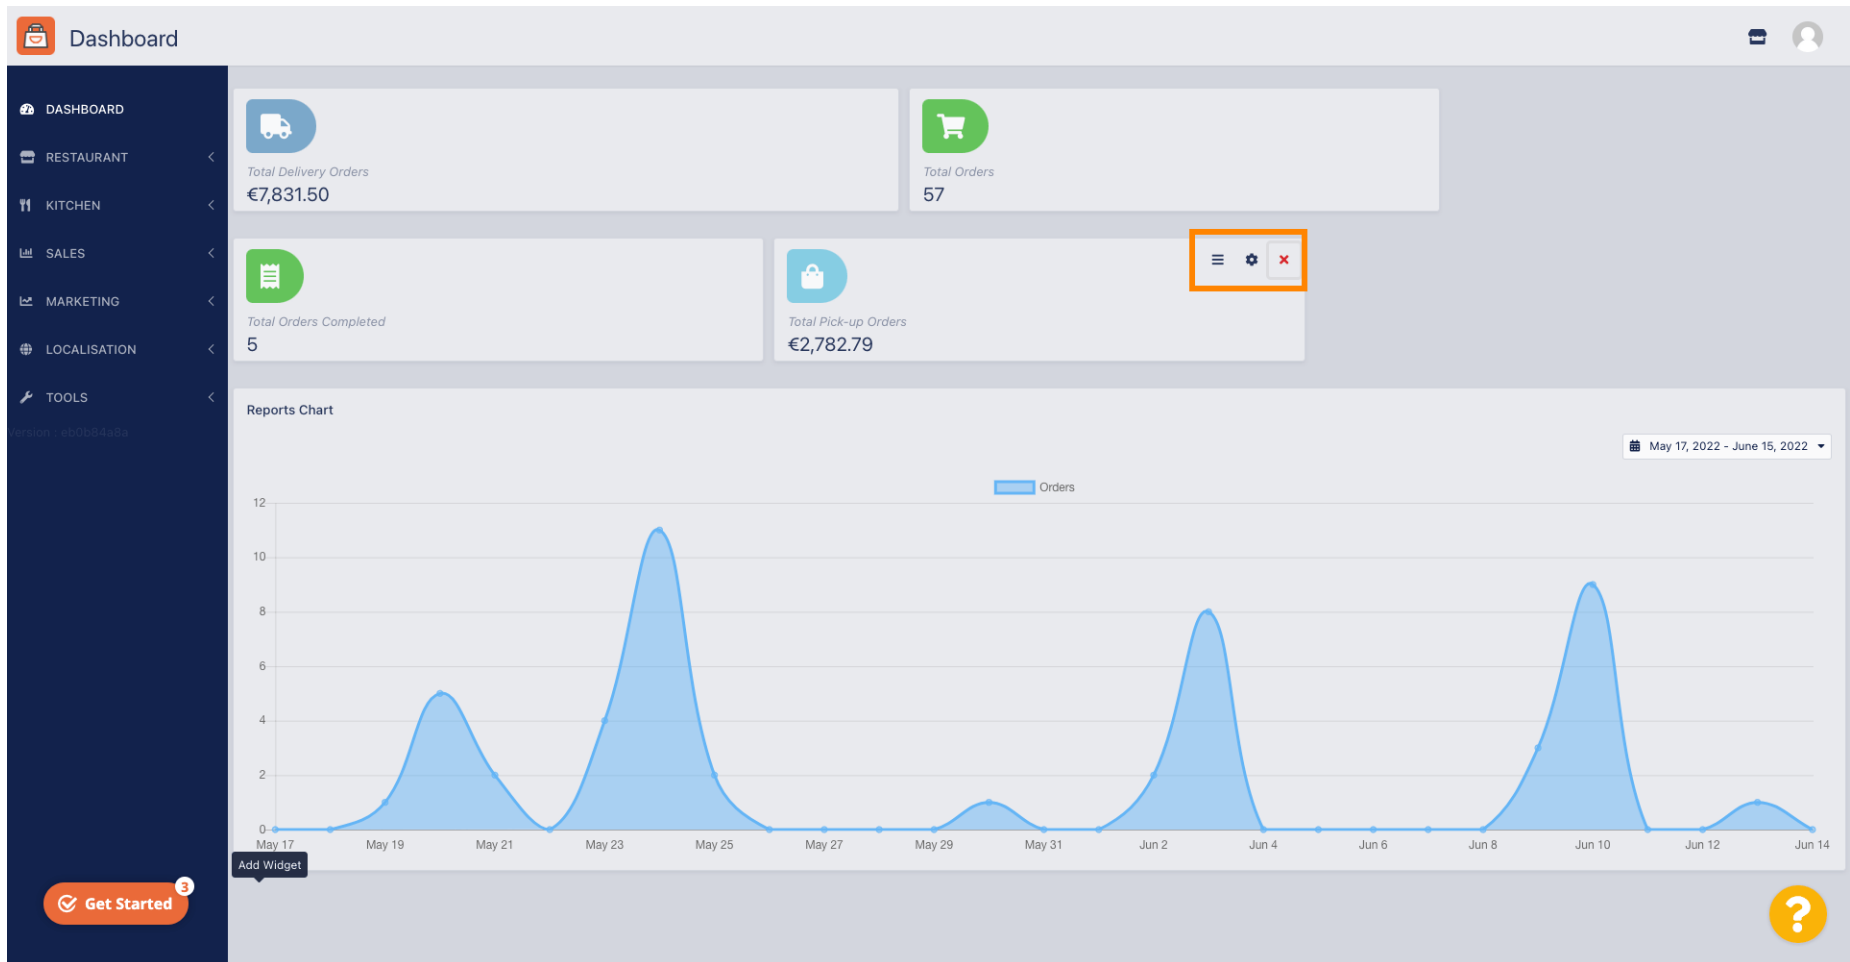 Dashboard
DASHBOARD
RESTAURANT
KITCHEN
SALES
MARKETING
LOCALISATION
TOOLS
Version : eb0b84a8a
Total Delivery Orders
€7,831.50
Total Orders
57
Total Orders Completed
5
Total Pick-up Orders
€2,782.79
Reports Chart
May 17, 2022 - June 15, 2022
Orders
12
10
8
6
4
2
0
May 17 May 19 May 21 May 23 May 25 May 27 May 29 May 31 Jun 2 Jun 4 Jun 6 Jun 8 Jun 10 Jun 12 Jun 14
Add Widget
3
Get Started
?